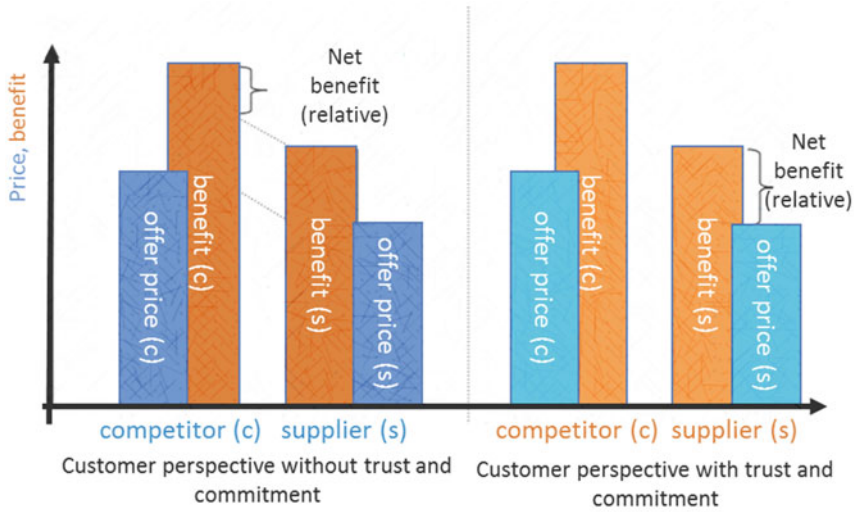 Price, benefit
Net
benefit
(relative)
offer price (c)
benefit (c)
benefit (s)
offer price (s)
competitor (c)
supplier (s)
Customer perspective without trust and
commitment
Net
benefit
(relative)
offer price (c)
benefit (c)
benefit (s)
offer price (s)
competitor (c)
supplier (s)
Customer perspective with trust and
commitment